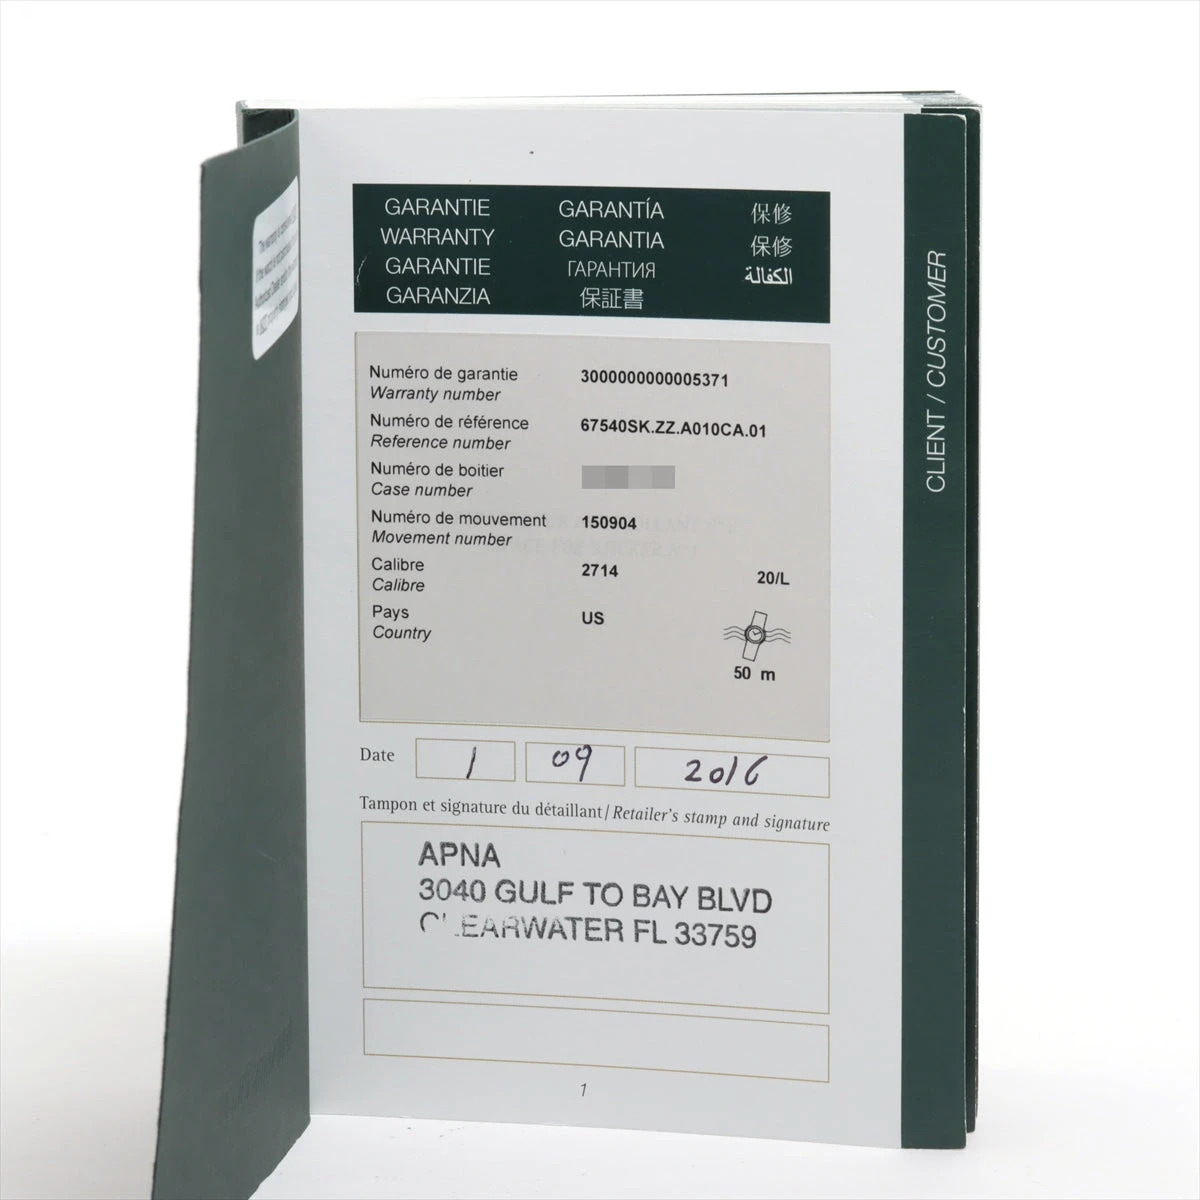 GARANTIE GARANTÍA 保修
WARRANTY GARANTIA 保修
GARANTIE ГАРАНТИЯ الكفالة
GARANZIA 保証書
CLIENT / CUSTOMER
Numéro de garantie 3000000000005371
Warranty number
Numéro de référence 67540SK.ZZ.A010CA.01
Reference number
Numéro de boitier
Case number
Numéro de mouvement 150904
Movement number
Calibre 2714 20/L
Calibre
Pays US
Country
50 m
Date 1 09 2016
Tampon et signature du détaillant / Retailer's stamp and signature
APNA
3040 GULF TO BAY BLVD
CLEARWATER FL 33759
1